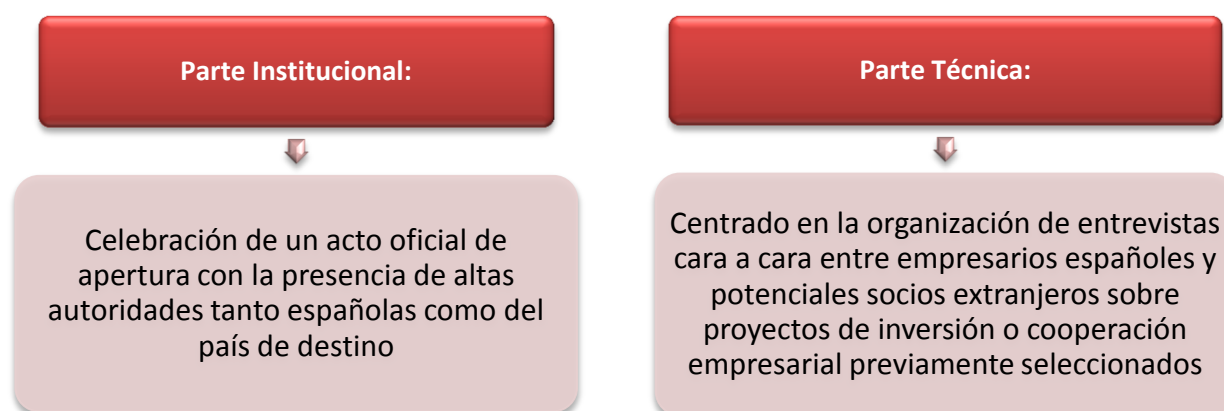 Parte Institucional:
Celebración de un acto oficial de
apertura con la presencia de altas
autoridades tanto españolas como del
país de destino
Parte Técnica:
Centrado en la organización de entrevistas
cara a cara entre empresarios españoles y
potenciales socios extranjeros sobre
proyectos de inversión o cooperación
empresarial previamente seleccionados